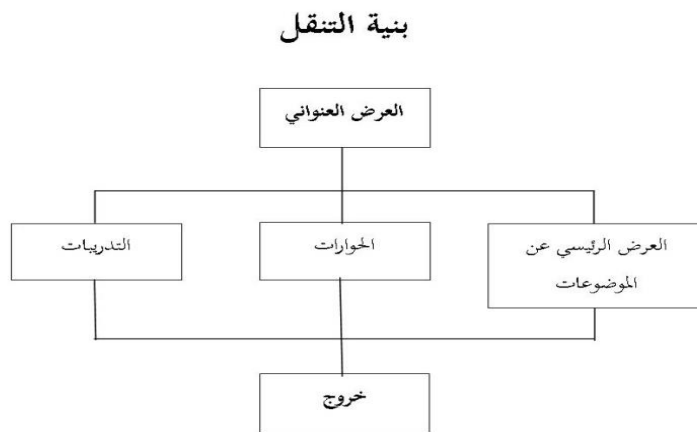 بنية التنقل
العرض العنواني
العرض الرئيسي عن
الموضوعات
الحوارات
التدريبات
خروج